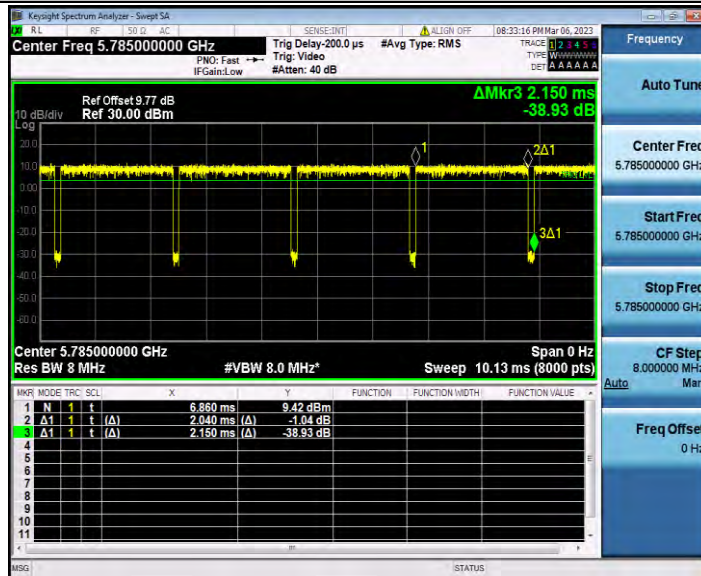 Keysight Spectrum Analyzer - Swept SA
RL RF 50 Ω AC SENSE:INT ALIGN OFF 08:33:16 PM Mar 06, 2023
Center Freq 5.785000000 GHz
PNO: Fast
IFGain:Low
Trig Delay-200.0 µs
Trig: Video
#Atten: 40 dB
#Avg Type: RMS
TRACE 1 2 3 4 5 6
TYPE
DET A A A A A A
Ref Offset 9.77 dB
10 dB/div Ref 30.00 dBm
Log
ΔMkr3 2.150 ms
-38.93 dB
20.0
10.0
0.00
-10.0
-20.0
-30.0
-40.0
-50.0
-60.0
1
2Δ1
3Δ1
Center 5.785000000 GHz Span 0 Hz
Res BW 8 MHz #VBW 8.0 MHz* Sweep 10.13 ms (8000 pts)
MKR MODE TRC SCL X Y FUNCTION FUNCTION WIDTH FUNCTION VALUE
1 N 1 t 6.860 ms 9.42 dBm
2 Δ1 1 t (Δ) 2.040 ms (Δ) -1.04 dB
3 Δ1 1 t (Δ) 2.150 ms (Δ) -38.93 dB
4
5
6
7
8
9
10
11
MSG STATUS
Frequency
Auto Tune
Center Freq
5.785000000 GHz
Start Freq
5.785000000 GHz
Stop Freq
5.785000000 GHz
CF Step
8.000000 MHz
Auto Man
Freq Offset
0 Hz